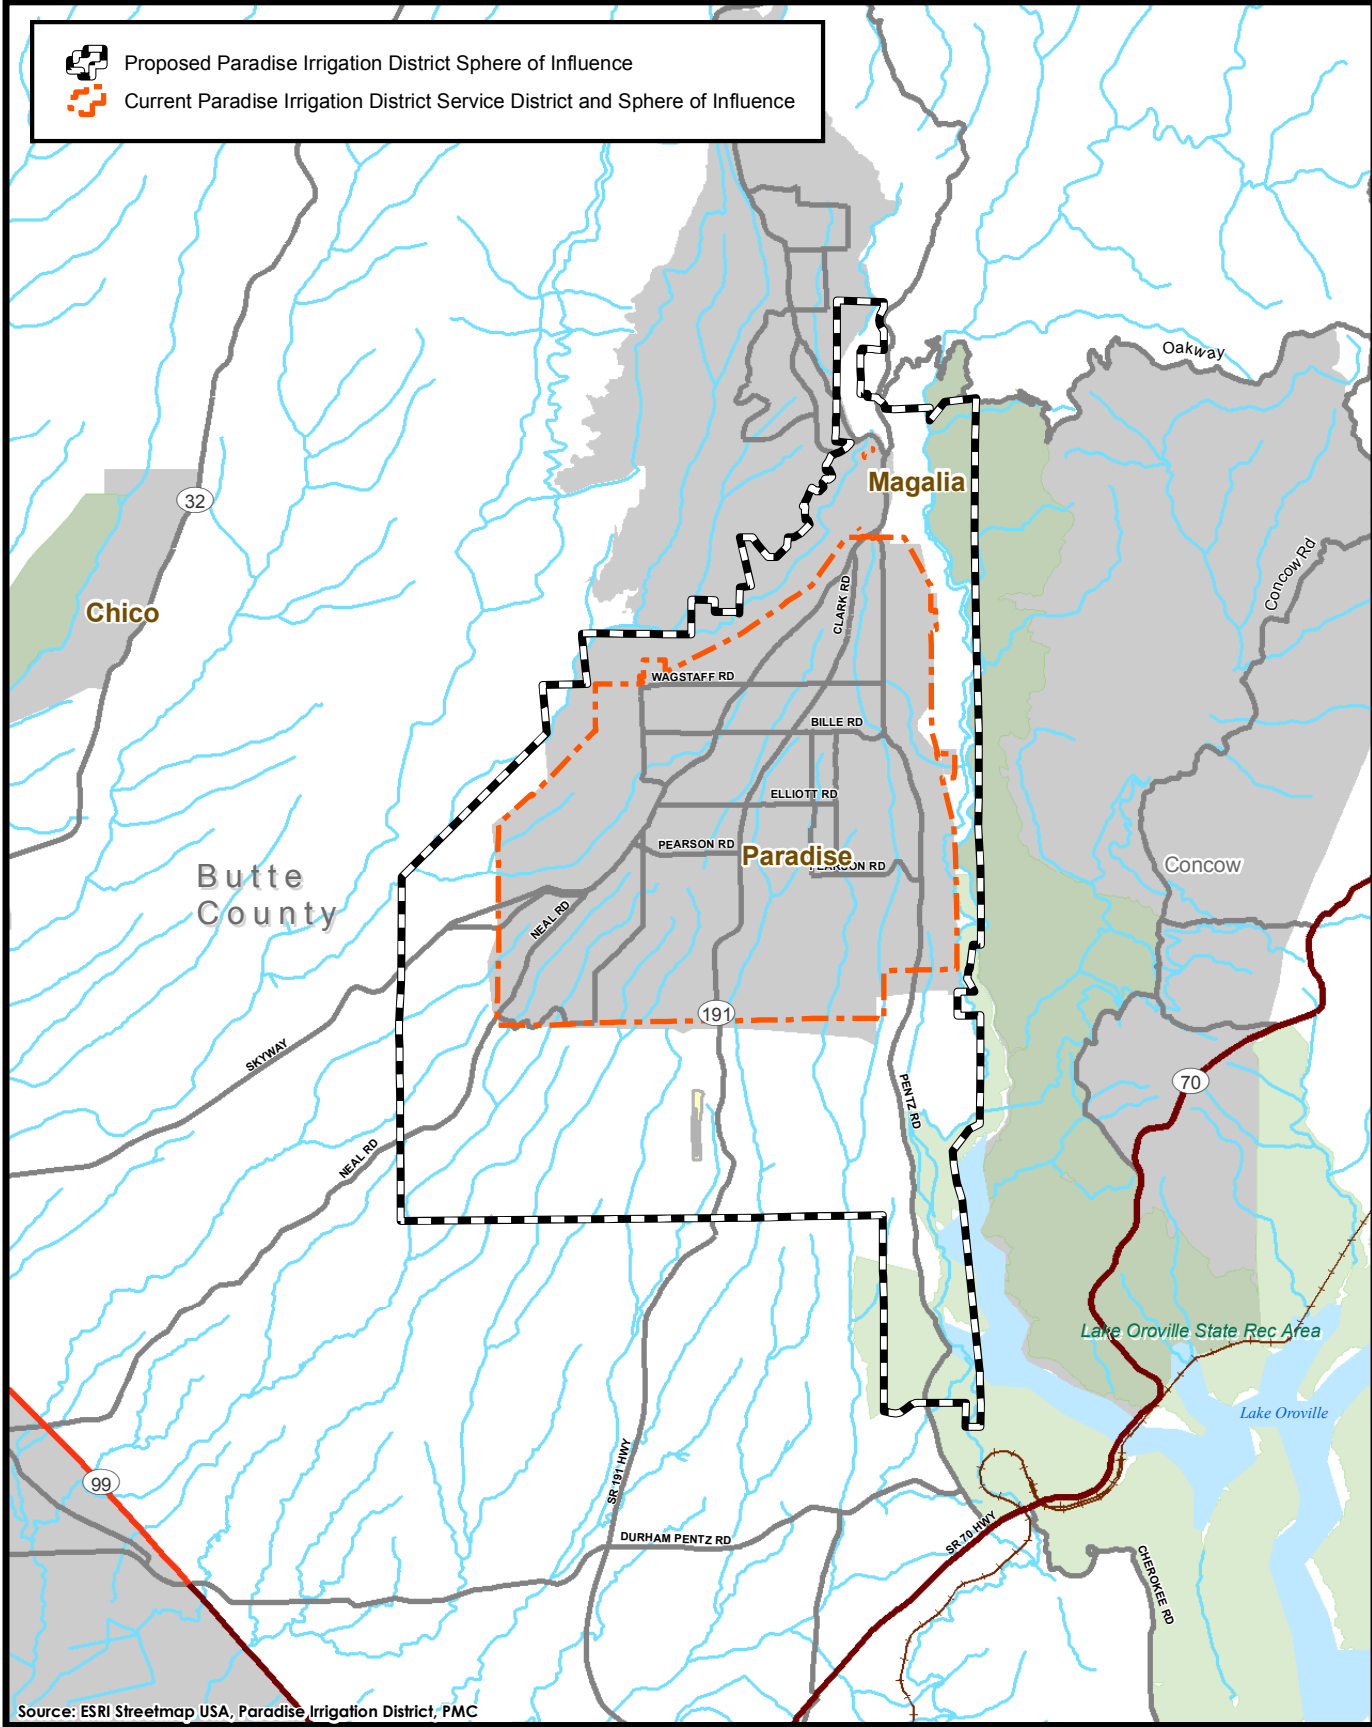 Proposed Paradise Irrigation District Sphere of Influence
Current Paradise Irrigation District Service District and Sphere of Influence
Oakway
Magalia
32
Concow Rd
Chico
CLARK RD
WAGSTAFF RD
BILLE RD
ELLIOTT RD
PEARSON RD
Paradise
PEARSON RD
Concow
Butte
County
NEAL RD
191
SKYWAY
70
PENTZ RD
NEAL RD
Lake Oroville State Rec Area
Lake Oroville
99
SR 191 HWY
DURHAM PENTZ RD
SR 70 HWY
CHEROKEE RD
Source: ESRI Streetmap USA, Paradise Irrigation District, PMC